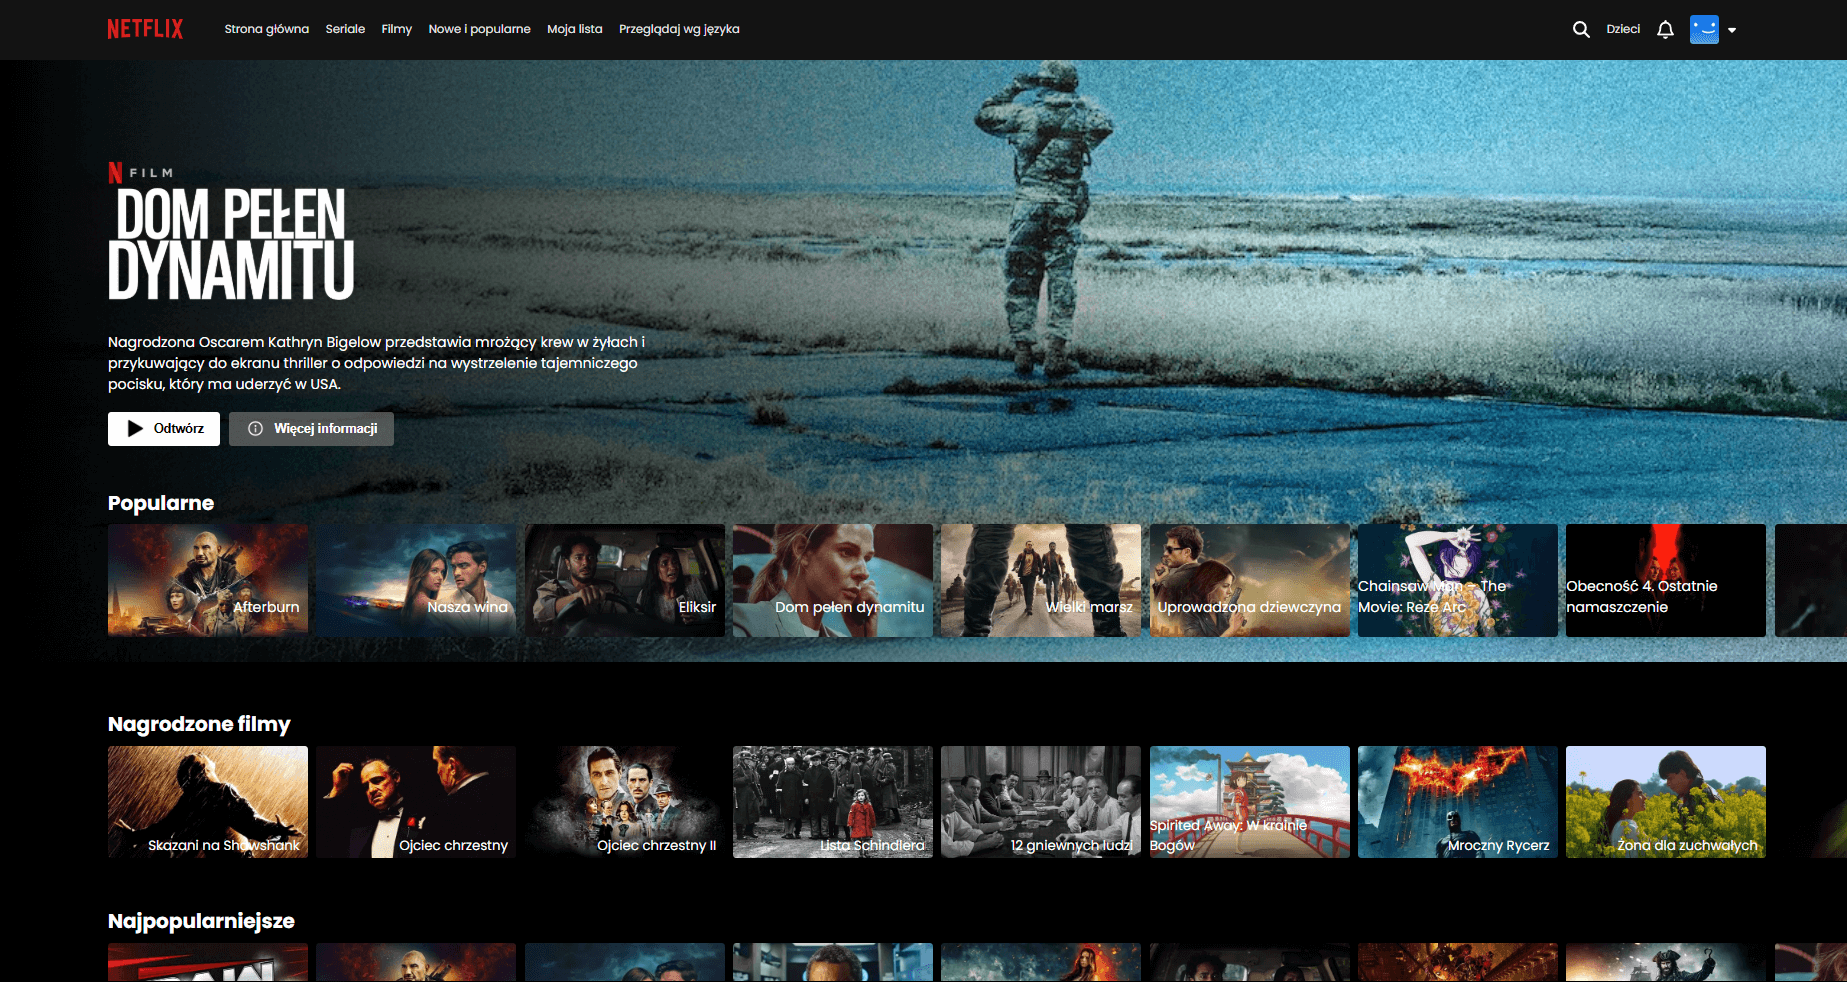 NETFLIX
Strona główna
Seriale
Filmy
Nowe i popularne
Moja lista
Przeglądaj wg języka
Dzieci
N FILM
DOM PEŁEN
DYNAMITU
Nagrodzona Oscarem Kathryn Bigelow przedstawia mrożący krew w żyłach i
przykuwający do ekranu thriller o odpowiedzi na wystrzelenie tajemniczego
pocisku, który ma uderzyć w USA.
Odtwórz
Więcej informacji
Popularne
Afterburn
Nasza wina
Eliksir
Dom pełen dynamitu
Wielki marsz
Uprowadzona dziewczyna
Chainsaw Man – The
Movie: Reze Arc
Obecność 4. Ostatnie
namaszczenie
Nagrodzone filmy
Skazani na Shawshank
Ojciec chrzestny
Ojciec chrzestny II
Lista Schindlera
12 gniewnych ludzi
Spirited Away: W krainie
Bogów
Mroczny Rycerz
Żona dla zuchwałych
Najpopularniejsze